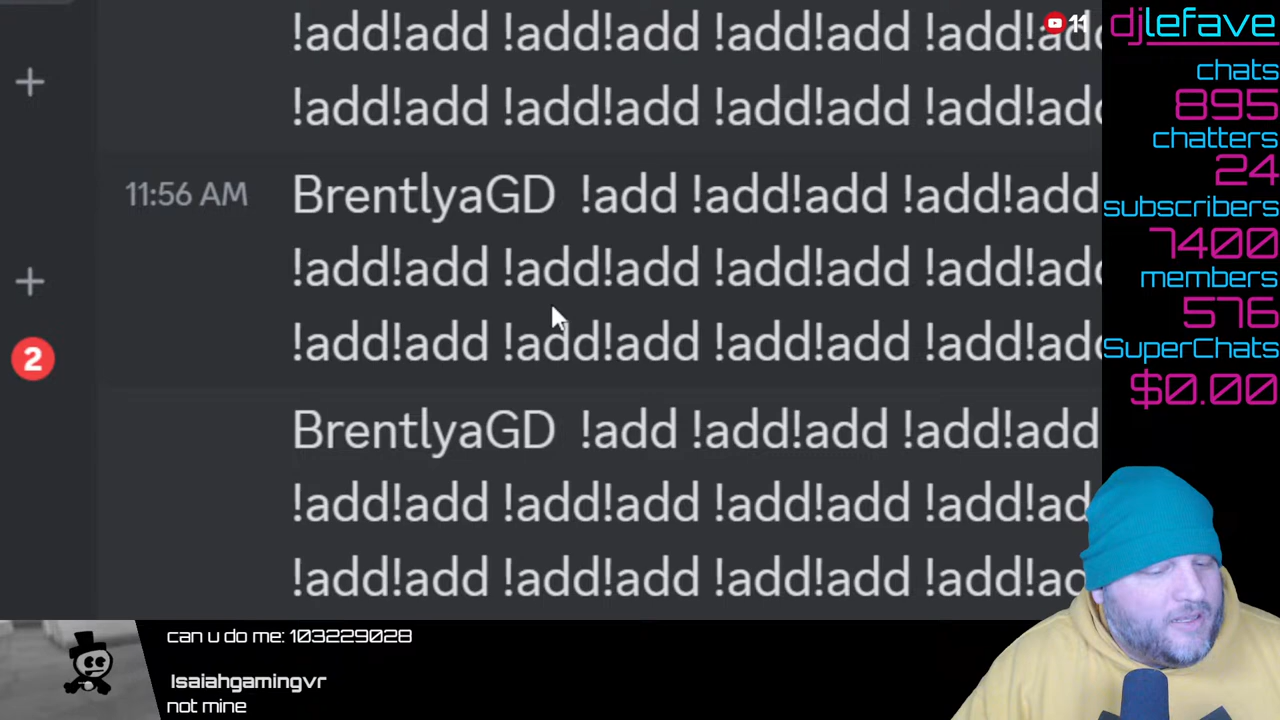 !add!add !add!add !add!add !add!add
!add!add !add!add !add!add !add!add
11:56 AM BrentlyaGD !add !add!add !add!add
!add!add !add!add !add!add !add!add
!add!add !add!add !add!add !add!add
BrentlyaGD !add !add!add !add!add
!add!add !add!add !add!add !add!add
!add!add !add!add !add!add !add!ad
2
11
djlefave
chats
895
chatters
24
subscribers
7400
members
576
SuperChats
$0.00
can u do me: 103229028
Isaiahgamingvr
not mine